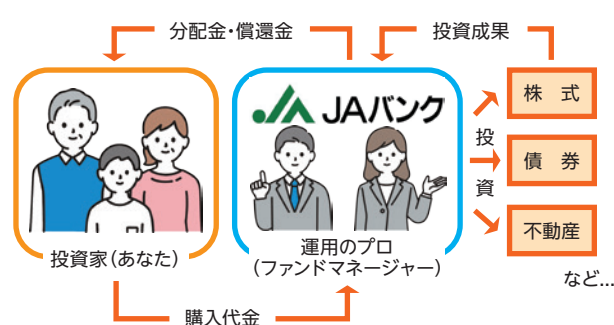 分配金・償還金
投資成果
JAバンク
株 式
投
債 券
資
不動産
など...
投資家(あなた)
運用のプロ
(ファンドマネージャー)
購入代金